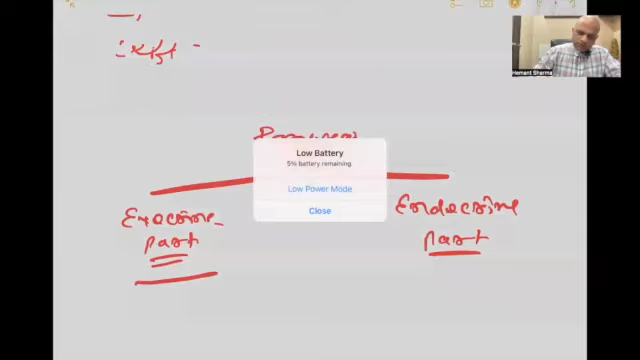 Hemant Sharma
Low Battery
5% battery remaining
Low Power Mode
Close
Exocrine
part
Endocrine
part